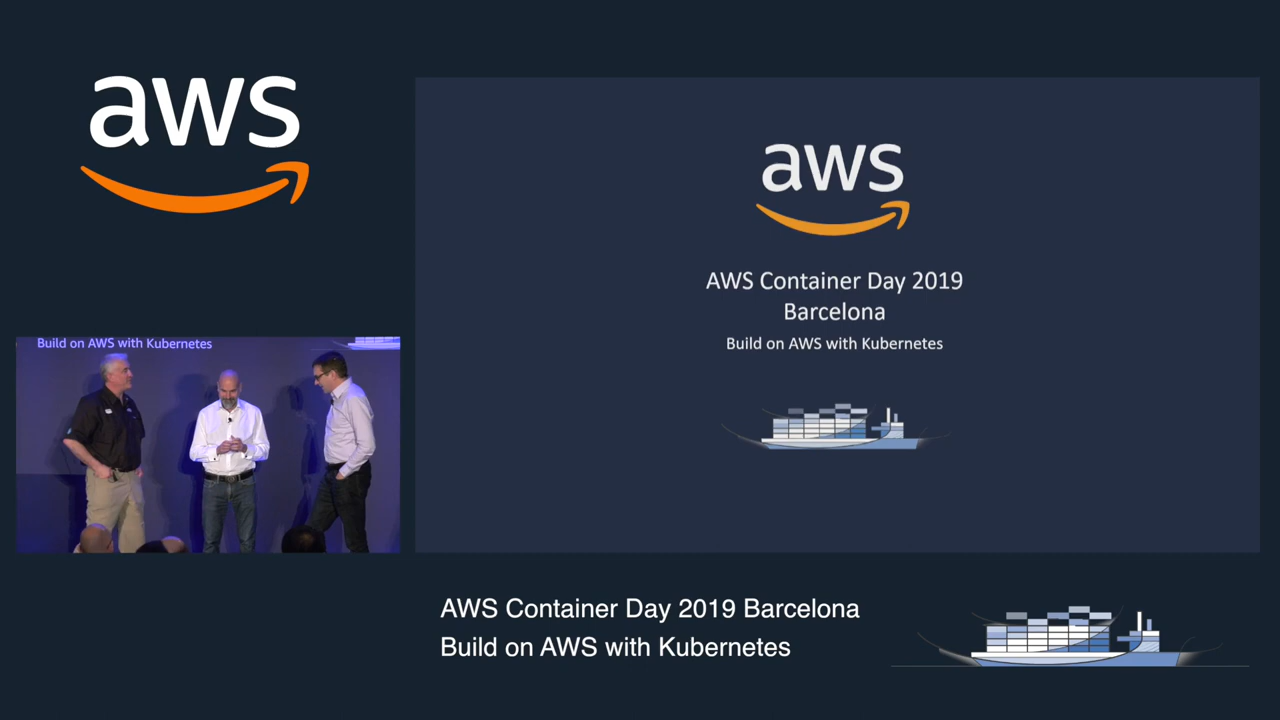 aws
aws
AWS Container Day 2019
Barcelona
Build on AWS with Kubernetes
Build on AWS with Kubernetes
AWS Container Day 2019 Barcelona
Build on AWS with Kubernetes